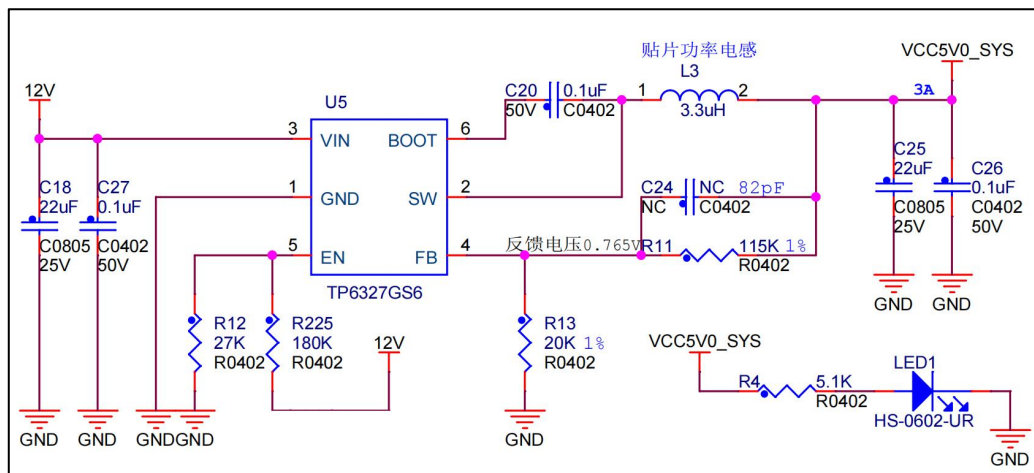 贴片功率电感
VCC5V0_SYS
L3
12V
U5
C20 0.1uF
50V C0402
1 2
3.3uH
3A
3 VIN BOOT 6
C18
22uF
C0805
25V
C27
0.1uF
C0402
50V
1 GND SW 2
C24 NC 82pF
NC C0402
C25
22uF
C0805
25V
C26
0.1uF
C0402
50V
5 EN FB 4
反馈电压0.765V
R11 115K 1%
R0402
TP6327GS6
GND GND
R12
27K
R0402
R225
180K
R0402
12V
R13
20K 1%
R0402
VCC5V0_SYS
LED1
R4 5.1K
R0402
HS-0602-UR
GND GND GND GND GND GND